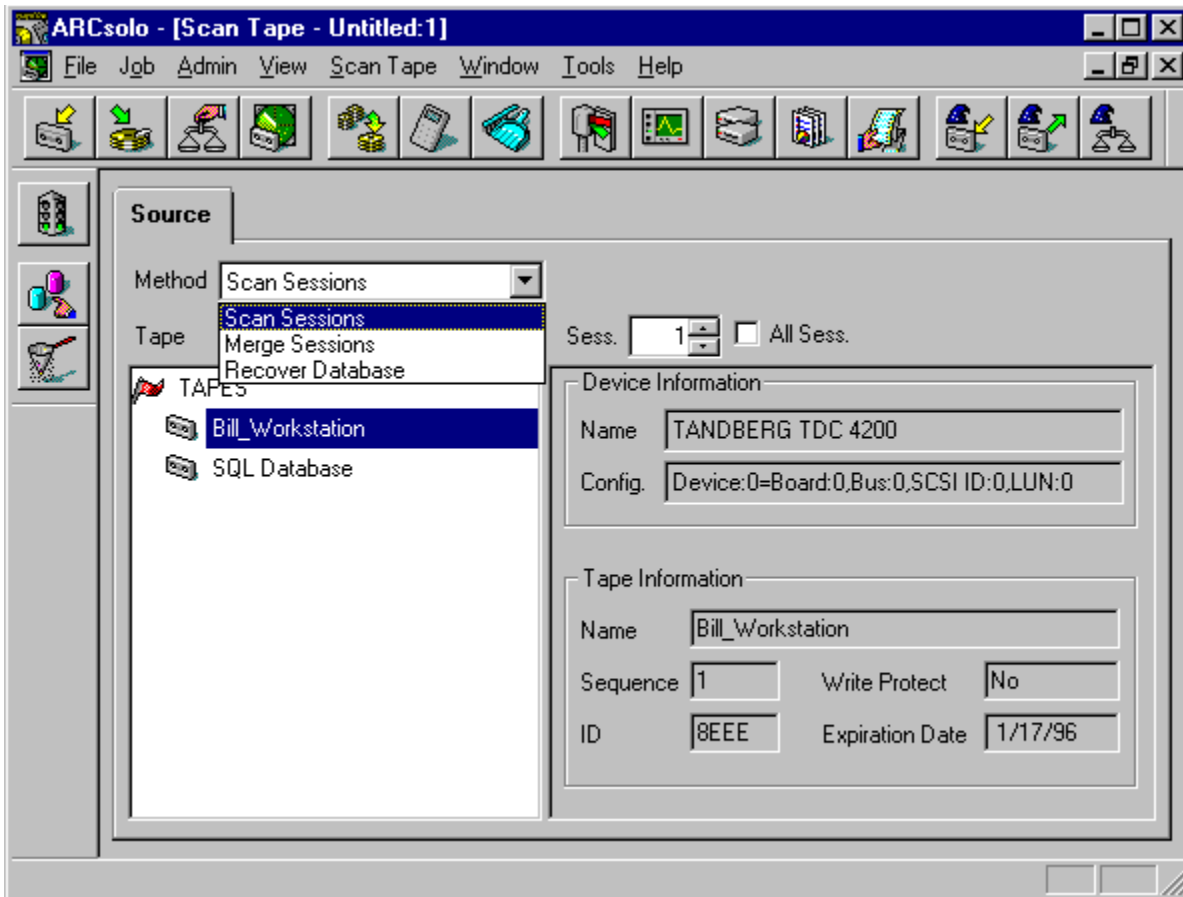 ARCsolo - [Scan Tape - Untitled:1]
File Job Admin View Scan Tape Window Tools Help
Source
Method Scan Sessions
Scan Sessions
Merge Sessions
Recover Database
Tape
Sess. 1 All Sess.
TAPES
Bill_Workstation
SQL Database
Device Information
Name TANDBERG TDC 4200
Config. Device:0=Board:0,Bus:0,SCSI ID:0,LUN:0
Tape Information
Name Bill_Workstation
Sequence 1 Write Protect No
ID 8EEE Expiration Date 1/17/96